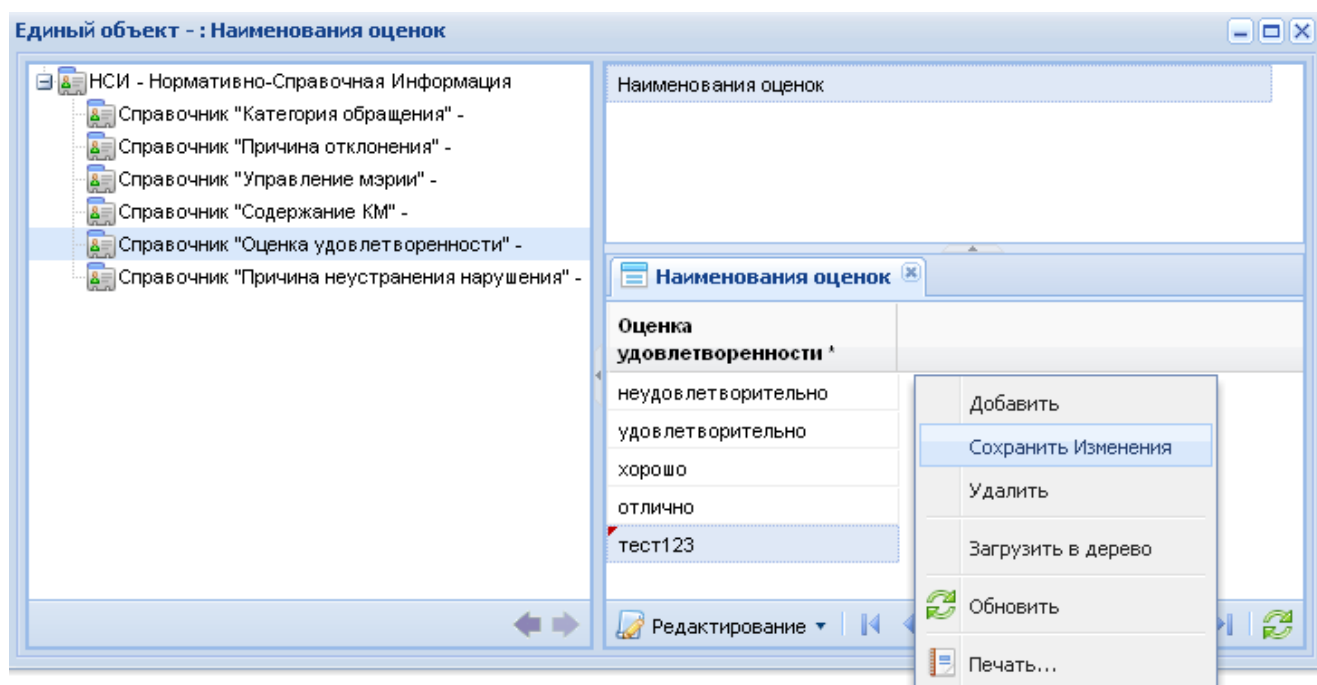 Единый объект - : Наименования оценок
НСИ - Нормативно-Справочная Информация
Справочник "Категория обращения" -
Справочник "Причина отклонения" -
Справочник "Управление мэрии" -
Справочник "Содержание КМ" -
Справочник "Оценка удовлетворенности" -
Справочник "Причина неустранения нарушения" -
Наименования оценок
Наименования оценок
Оценка
удовлетворенности *
неудовлетворительно
удовлетворительно
хорошо
отлично
тест123
Редактирование
Добавить
Сохранить Изменения
Удалить
Загрузить в дерево
Обновить
Печать...